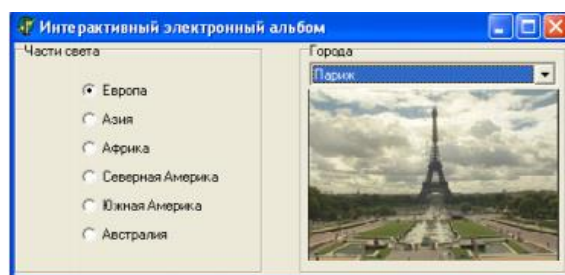 Интерактивный электронный альбом
Части света
Европа
Азия
Африка
Северная Америка
Южная Америка
Австралия
Города
Париж